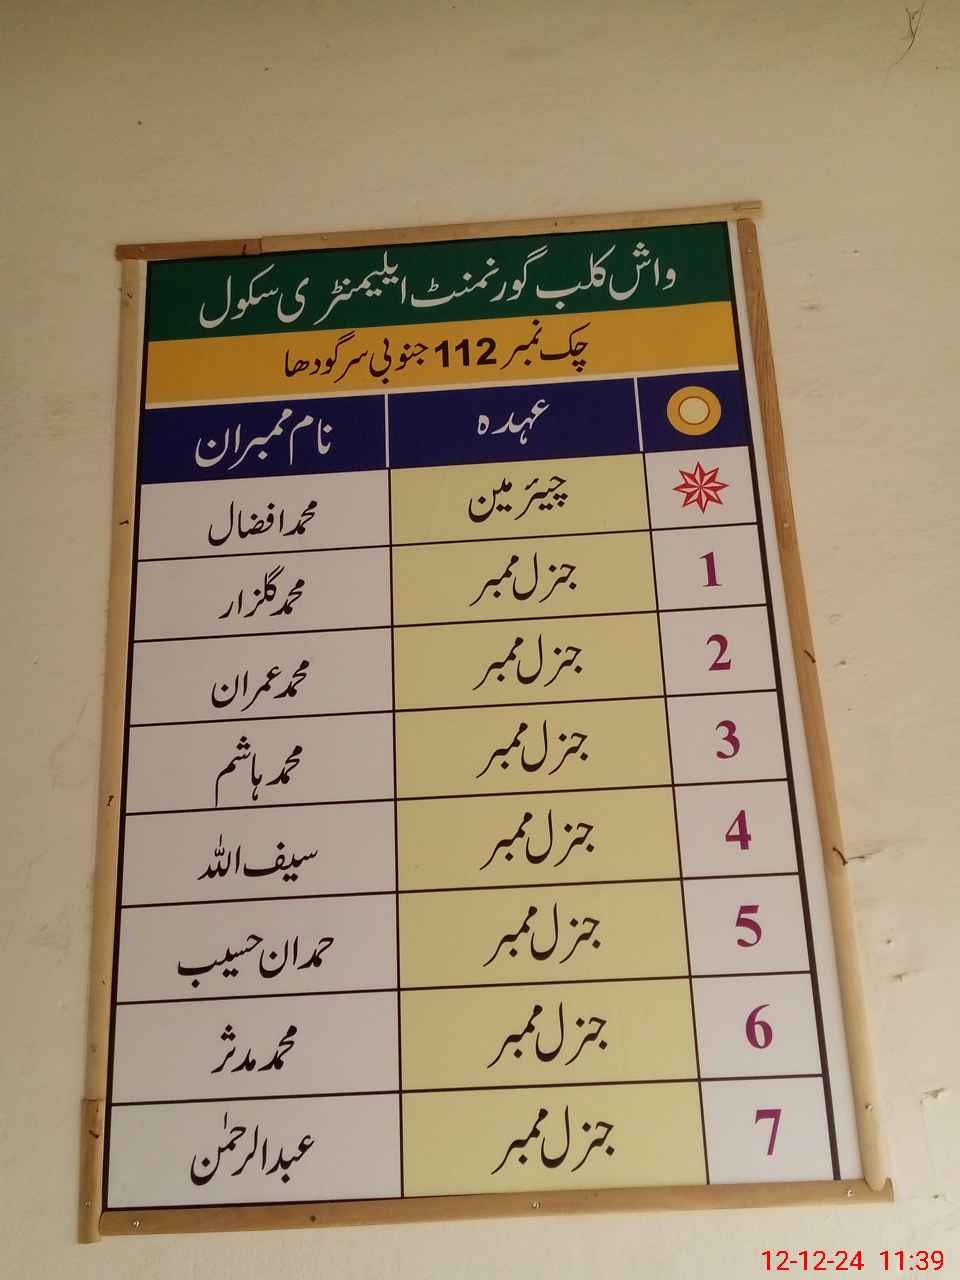 واش کلب گورنمنٹ ایلیمنٹری سکول
چک نمبر 112 جنوبی سرگودھا
عہدہ نام ممبران
چیئرمین محمد افضال
1 جنرل ممبر محمد گلزار
2 جنرل ممبر محمد عمران
3 جنرل ممبر محمد ہاشم
4 جنرل ممبر سیف اللہ
5 جنرل ممبر حمدان حسیب
6 جنرل ممبر محمد مدثر
7 جنرل ممبر عبدالرحمٰن
12-12-24 11:39